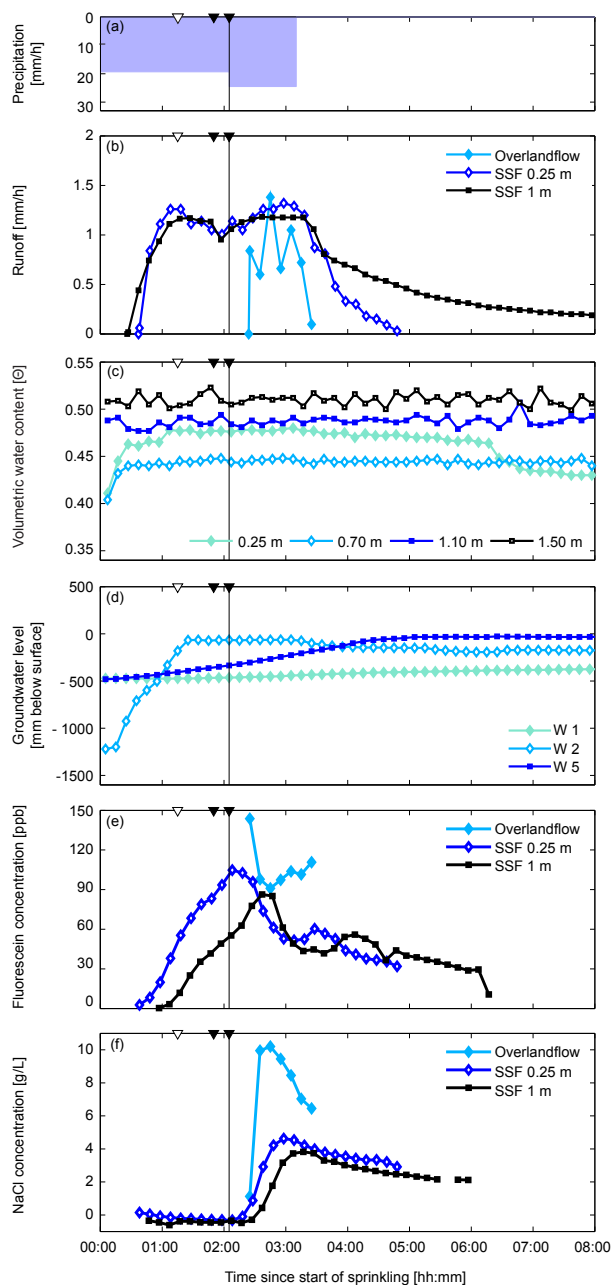 (a)
Precipitation
[mm/h]
0
10
20
30
(b)
Runoff [mm/h]
2
1.5
1
0.5
0
Overlandflow
SSF 0.25 m
SSF 1 m
(c)
Volumetric water content [Θ]
0.55
0.50
0.45
0.40
0.35
0.25 m
0.70 m
1.10 m
1.50 m
(d)
Groundwater level
[mm below surface]
500
0
- 500
-1000
-1500
W 1
W 2
W 5
(e)
Fluorescein concentration [ppb]
150
120
90
60
30
0
Overlandflow
SSF 0.25 m
SSF 1 m
(f)
NaCl concentration [g/L]
10
8
6
4
2
0
Overlandflow
SSF 0.25 m
SSF 1 m
00:00 01:00 02:00 03:00 04:00 05:00 06:00 07:00 08:00
Time since start of sprinkling [hh:mm]